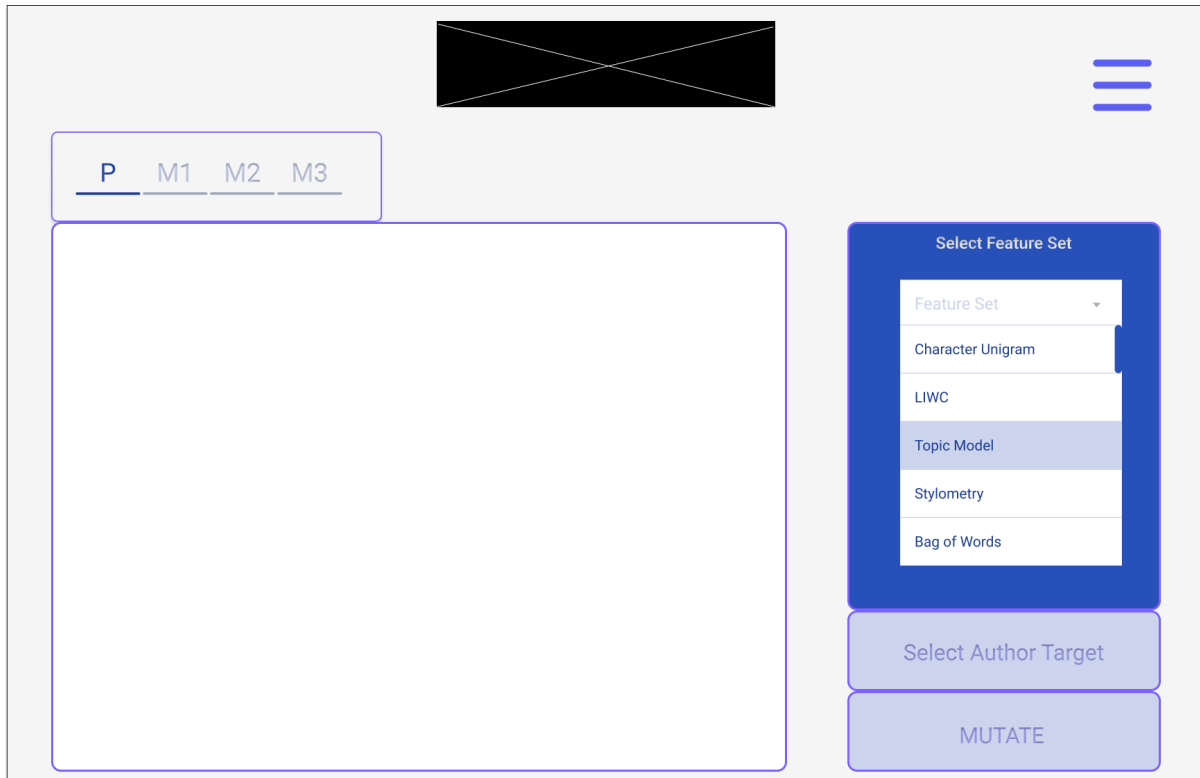 P M1 M2 M3
Select Feature Set
Feature Set
Character Unigram
LIWC
Topic Model
Stylometry
Bag of Words
Select Author Target
MUTATE